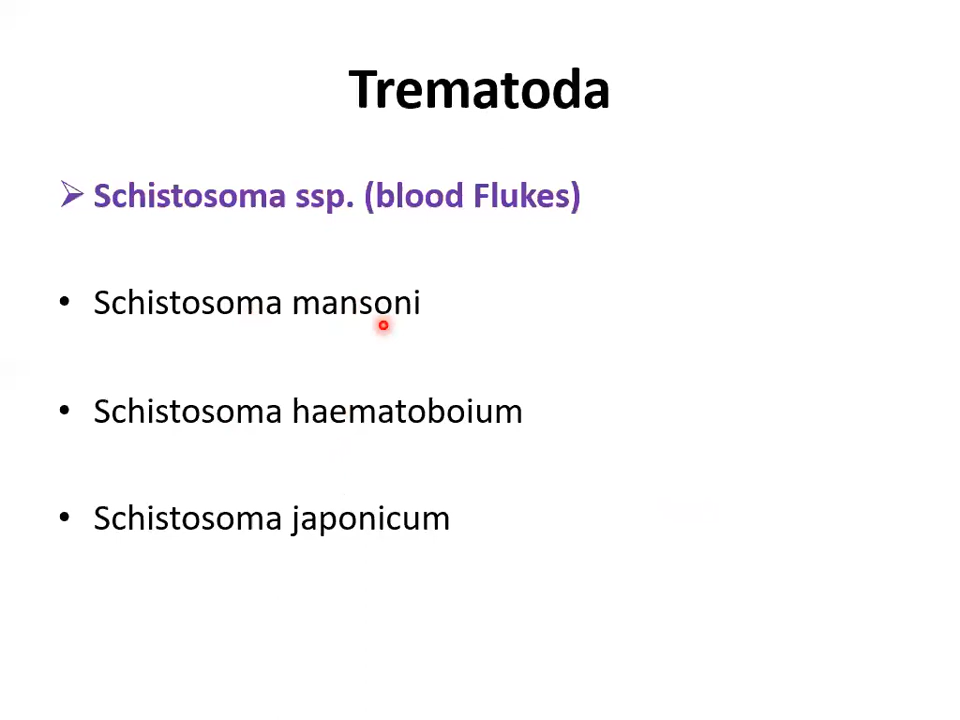 Trematoda
Schistosoma ssp. (blood Flukes)
Schistosoma mansoni
Schistosoma haematoboium
Schistosoma japonicum